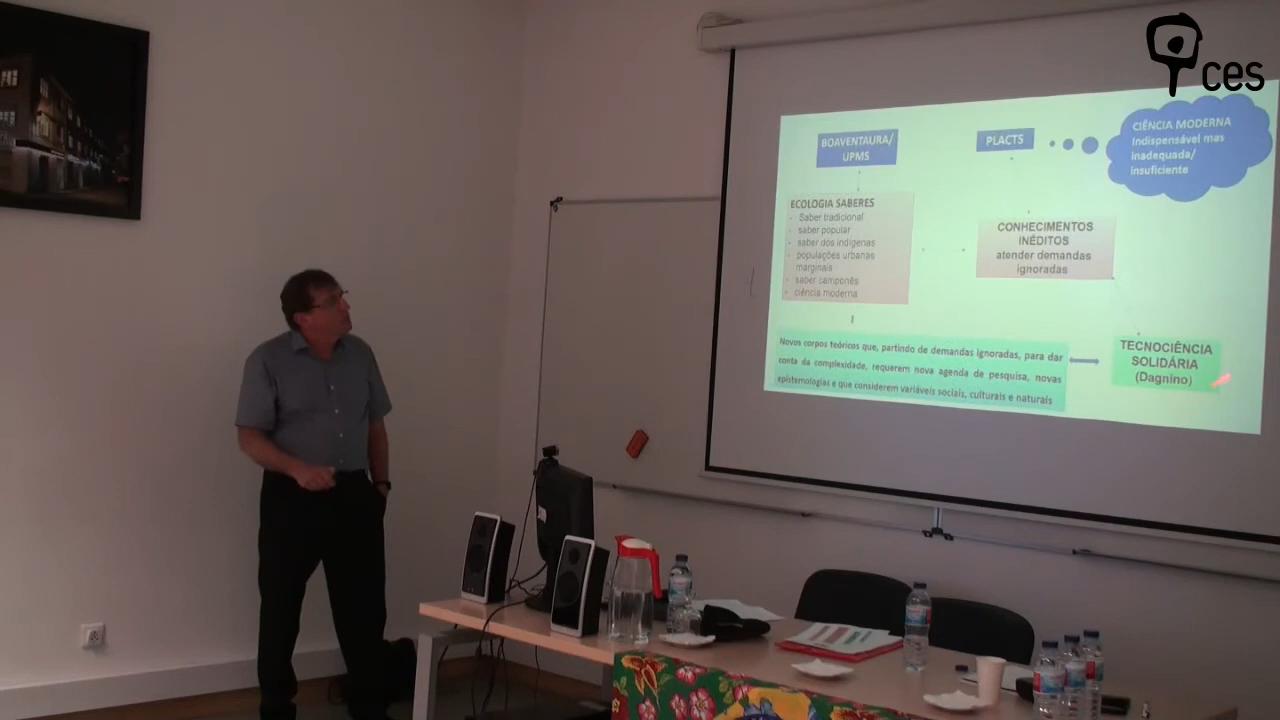 ces
BOAVENTAURA/
UPMS
PLACTS
CIÊNCIA MODERNA
Indispensável mas
inadequada/
insuficiente
ECOLOGIA SABERES
- Saber tradicional
- saber popular
- saber dos indígenas
- populações urbanas
marginais
- saber camponês
- ciência moderna
CONHECIMENTOS
INÉDITOS
atender demandas
ignoradas
Novos corpos teóricos que, partindo de demandas ignoradas, para dar
conta da complexidade, requerem nova agenda de pesquisa, novas
epistemologias e que considerem variáveis sociais, culturais e naturais
TECNOCIÊNCIA
SOLIDÁRIA
(Dagnino)